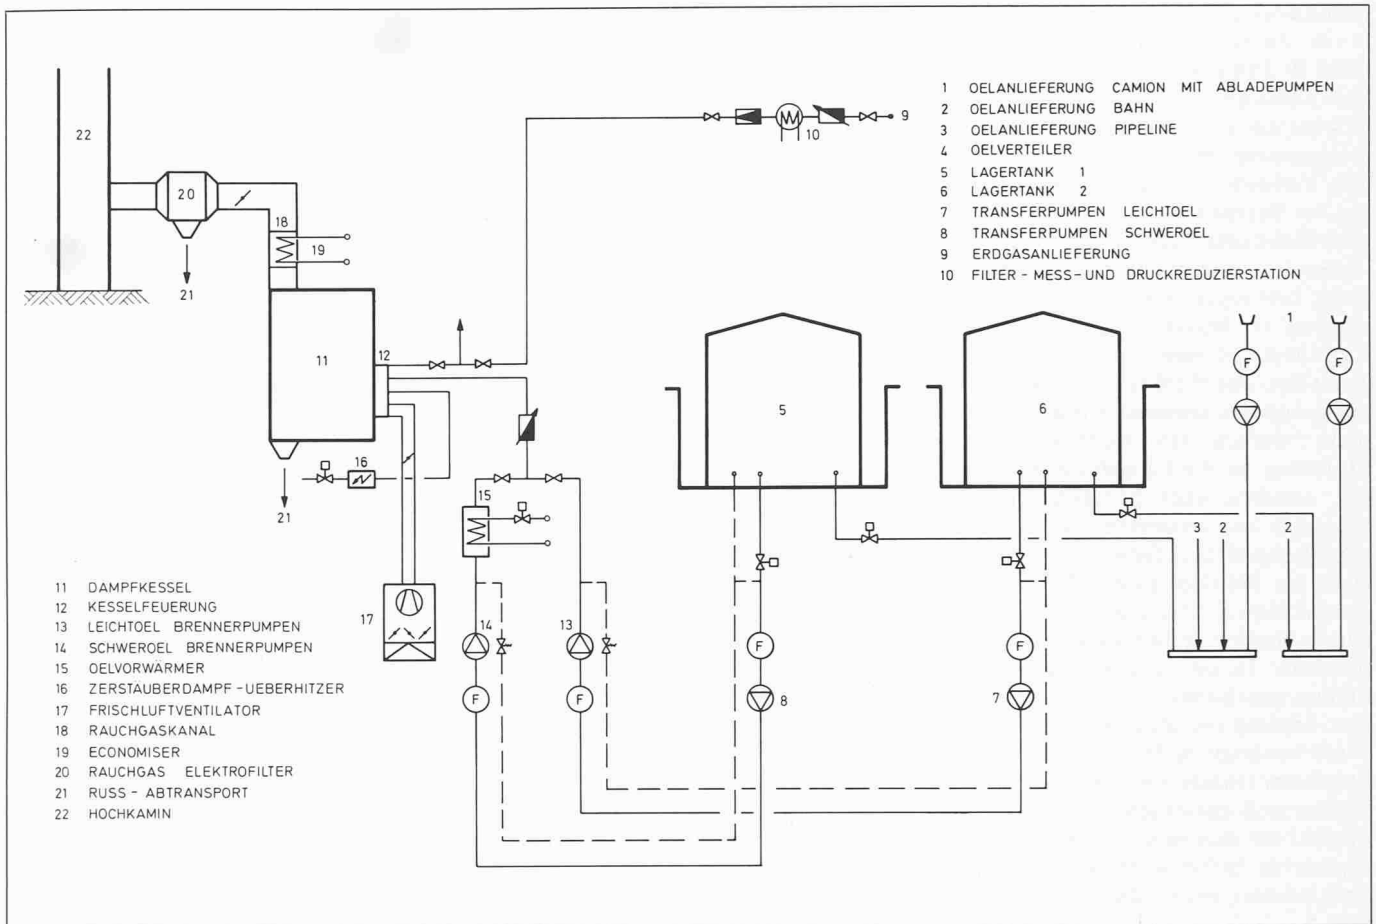 1 OELANLIEFERUNG CAMION MIT ABLADEPUMPEN
2 OELANLIEFERUNG BAHN
3 OELANLIEFERUNG PIPELINE
4 OELVERTEILER
5 LAGERTANK 1
6 LAGERTANK 2
7 TRANSFERPUMPEN LEICHTOEL
8 TRANSFERPUMPEN SCHWEROEL
9 ERDGASANLIEFERUNG
10 FILTER - MESS - UND DRUCKREDUZIERSTATION
22
20
18
19
21
9
10
11
12
16
21
15
17
14
13
F
F
5
6
1
F
F
3
2
2
F
F
8
7
11 DAMPFKESSEL
12 KESSELFEUERUNG
13 LEICHTOEL BRENNERPUMPEN
14 SCHWEROEL BRENNERPUMPEN
15 OELVORWÄRMER
16 ZERSTÄUBERDAMPF - UEBERHITZER
17 FRISCHLUFTVENTILATOR
18 RAUCHGASKANAL
19 ECONOMISER
20 RAUCHGAS ELEKTROFILTER
21 RUSS - ABTRANSPORT
22 HOCHKAMIN